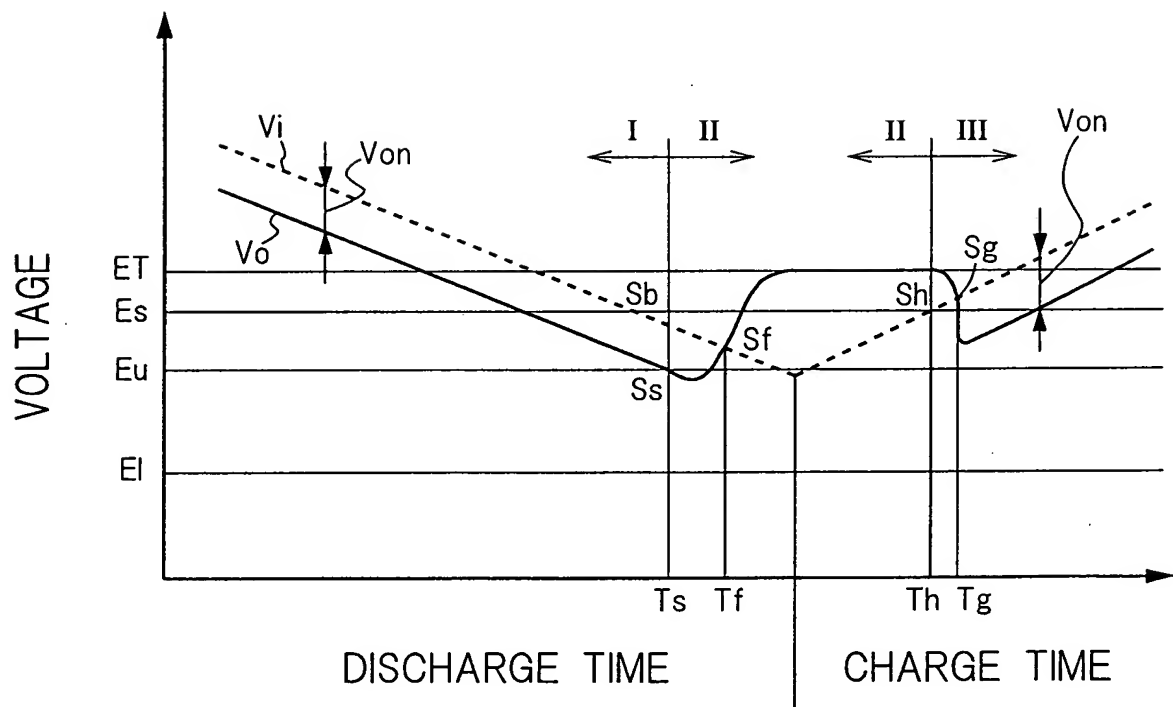 I II
II III
Vi
Von
Von
Vo
VOLTAGE
ET
Es
Eu
El
Sb
Sf
Ss
Sh
Sg
Ts Tf Th Tg
DISCHARGE TIME CHARGE TIME